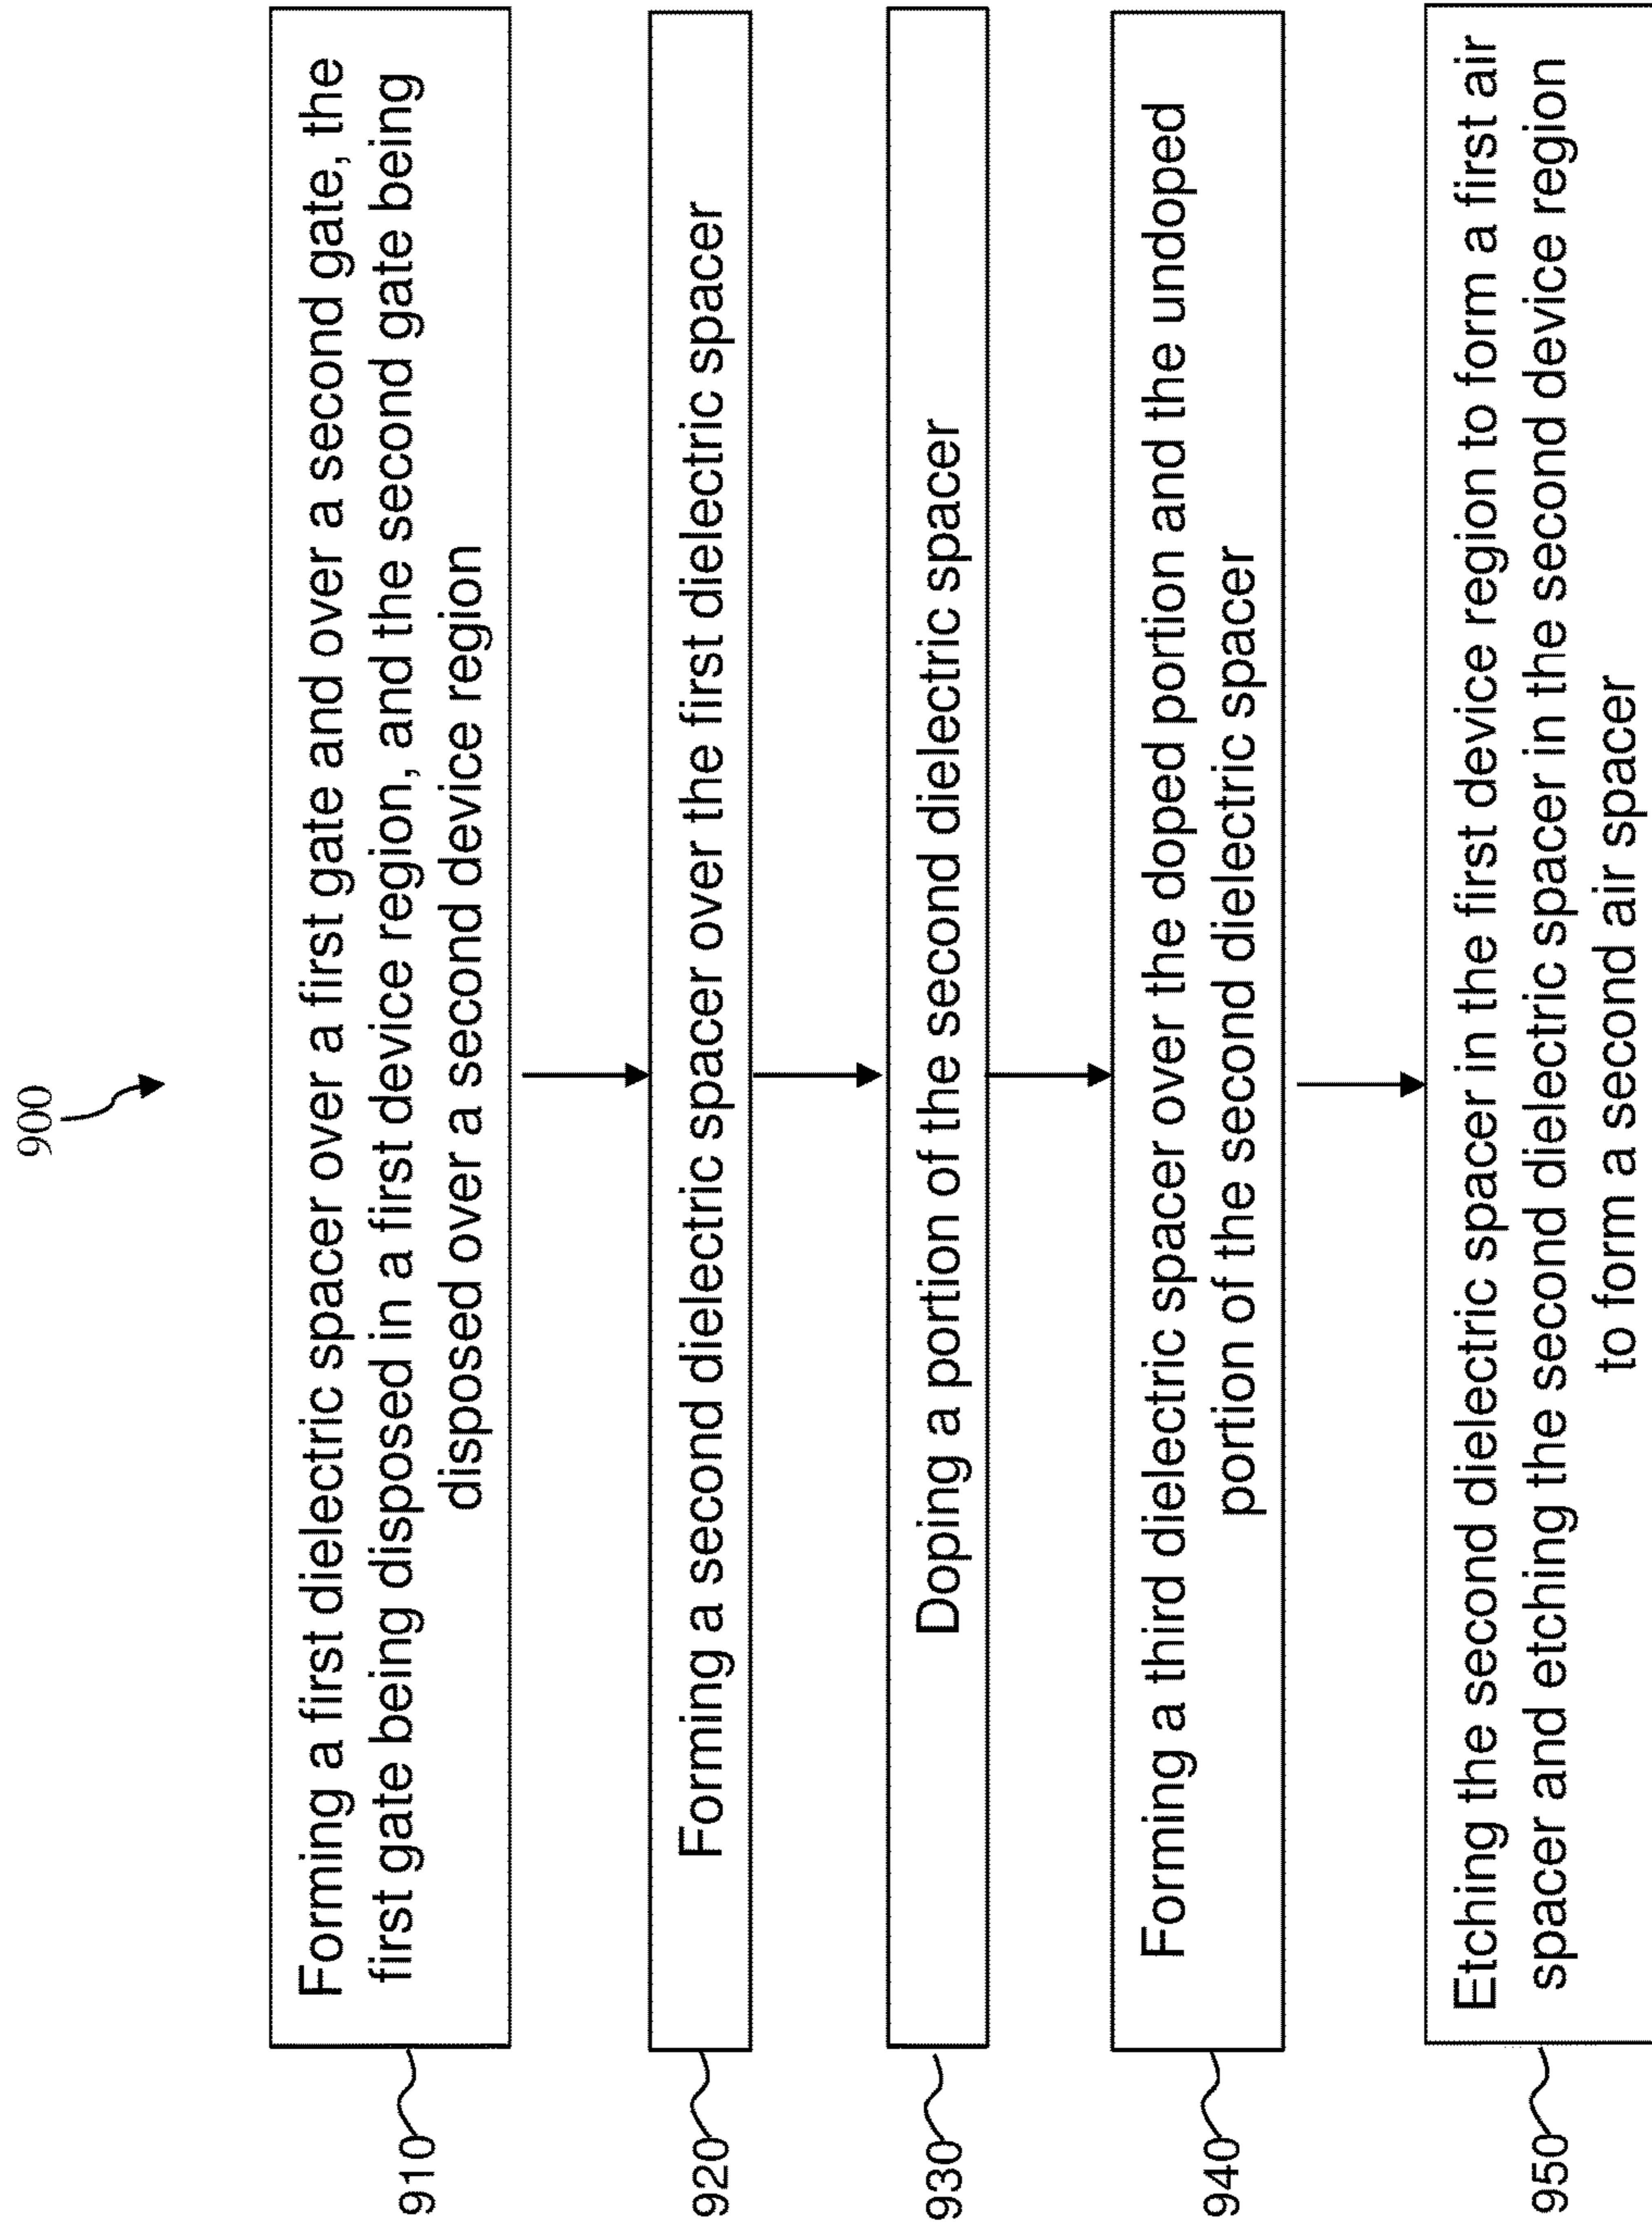 900
910
Forming a first dielectric spacer over a first gate and over a second gate, the
first gate being disposed in a first device region, and the second gate being
disposed over a second device region
920
Forming a second dielectric spacer over the first dielectric spacer
930
Doping a portion of the second dielectric spacer
940
Forming a third dielectric spacer over the doped portion and the undoped
portion of the second dielectric spacer
950
Etching the second dielectric spacer in the first device region to form a first air
spacer and etching the second dielectric spacer in the second device region
to form a second air spacer